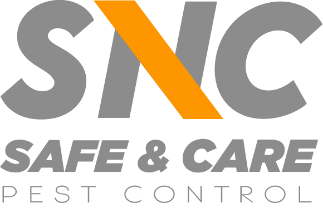 SNC
SAFE & CARE
PEST CONTROL